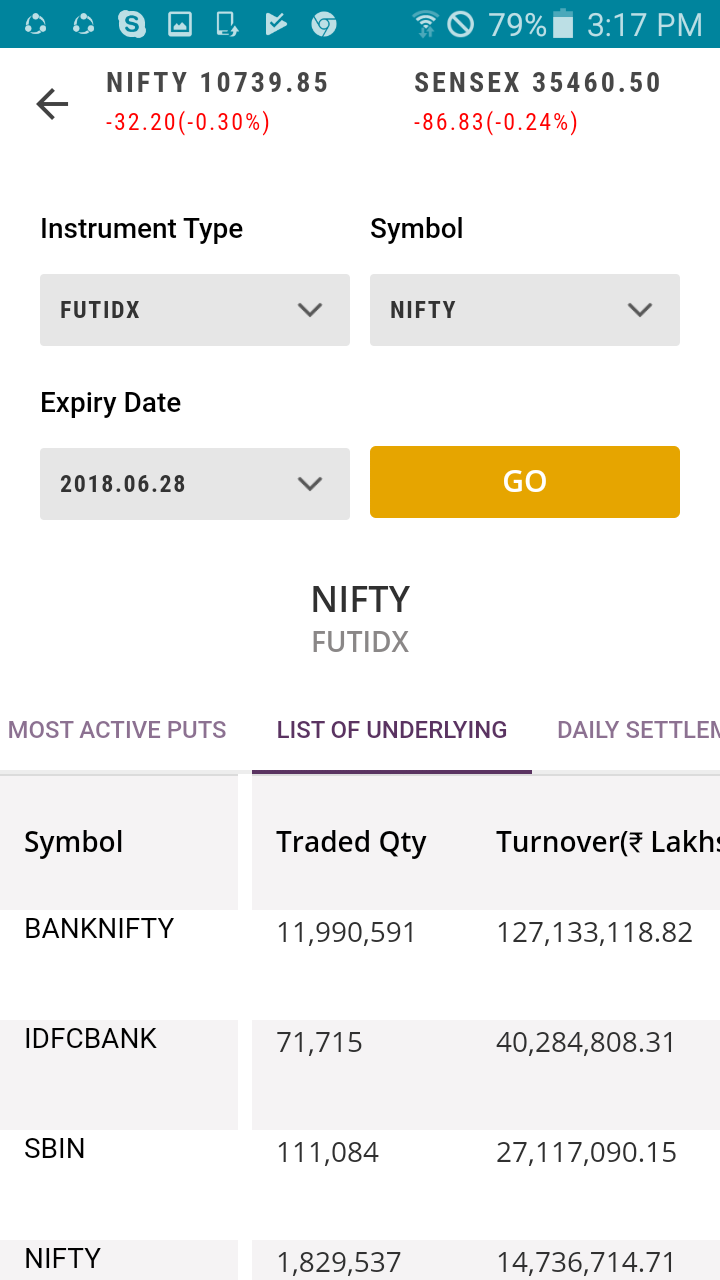 79% 3:17 PM
NIFTY 10739.85 SENSEX 35460.50
-32.20(-0.30%) -86.83(-0.24%)
Instrument Type Symbol
FUTIDX NIFTY
Expiry Date
2018.06.28 GO
NIFTY
FUTIDX
MOST ACTIVE PUTS LIST OF UNDERLYING DAILY SETTLEM
Symbol Traded Qty Turnover(₹ Lakhs
BANKNIFTY 11,990,591 127,133,118.82
IDFCBANK 71,715 40,284,808.31
SBIN 111,084 27,117,090.15
NIFTY 1,829,537 14,736,714.71